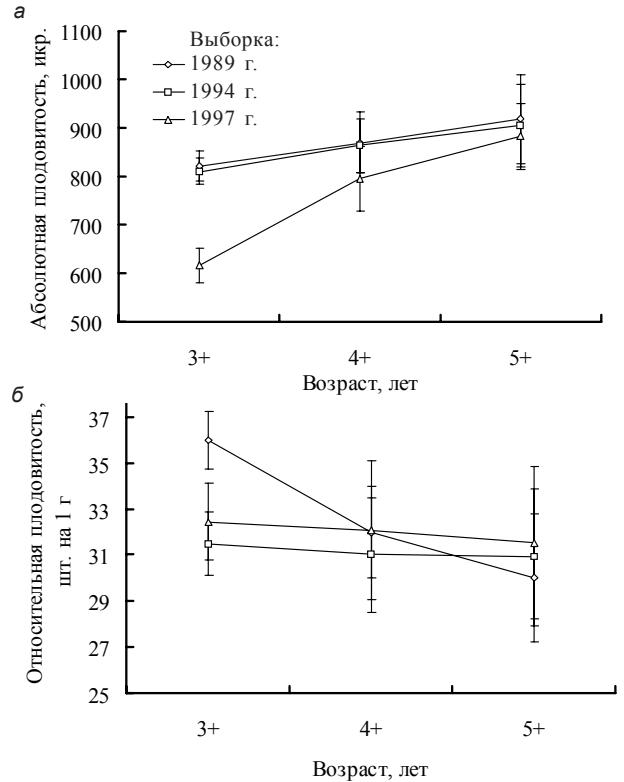 а
Абсолютная плодовитость, икр.
1100
1000
900
800
700
600
500
Выборка:
1989 г.
1994 г.
1997 г.
3+ 4+ 5+
Возраст, лет
б
Относительная плодовитость,
шт. на 1 г
37
35
33
31
29
27
25
3+ 4+ 5+
Возраст, лет